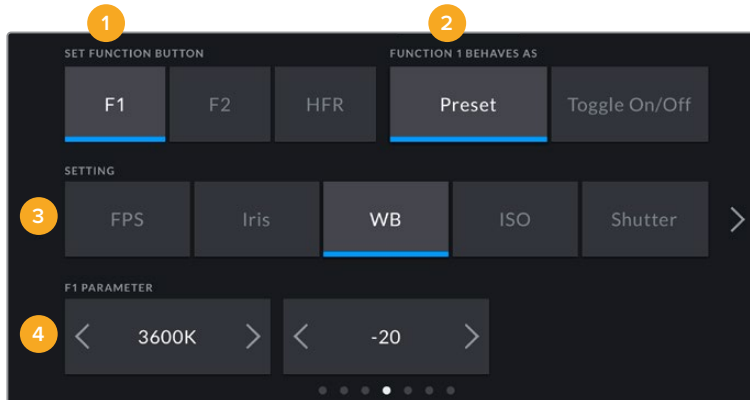 1 2
SET FUNCTION BUTTON FUNCTION 1 BEHAVES AS
F1 F2 HFR Preset Toggle On/Off
SETTING
3 FPS Iris WB ISO Shutter
F1 PARAMETER
4 3600K -20